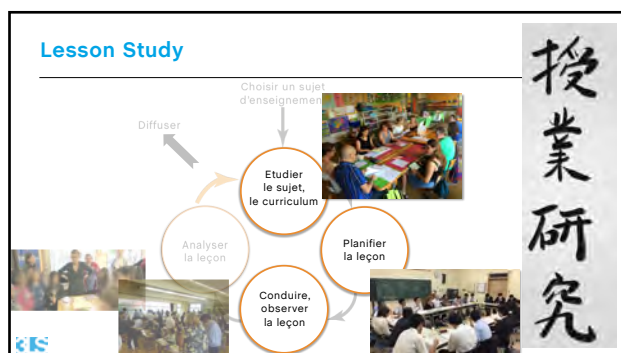 Lesson Study
Choisir un sujet
d'enseignement
Diffuser
Etudier
le sujet,
le curriculum
Analyser
la leçon
Planifier
la leçon
Conduire,
observer
la leçon
3LS
授
業
研
究